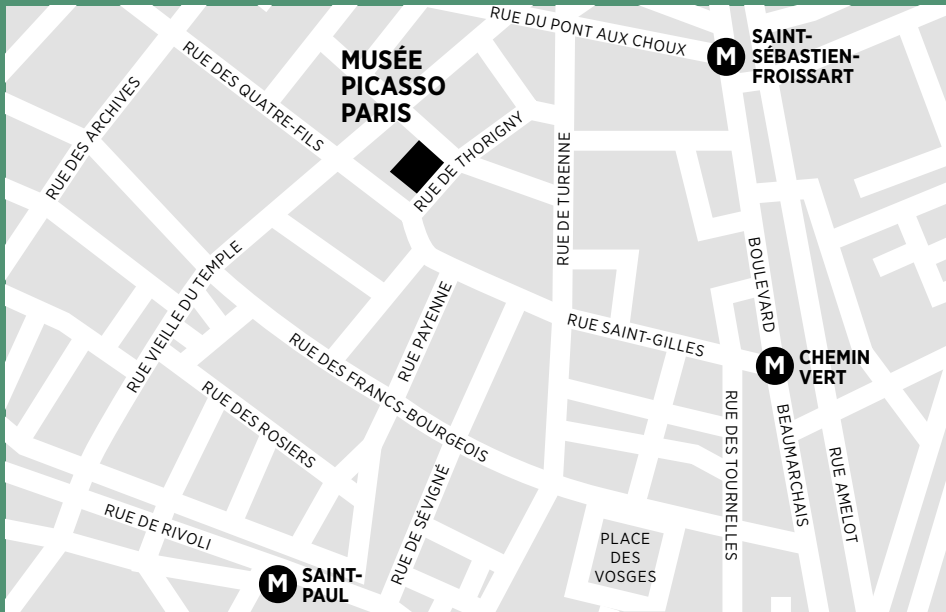 RUE DU PONT AUX CHOUX
M
SAINT-
SÉBASTIEN-
FROISSART
MUSÉE
PICASSO
PARIS
RUE DES QUATRE-FILS
RUE DES ARCHIVES
RUE DE THORIGNY
RUE DE TURENNE
RUE VIEILLE DU TEMPLE
BOULEVARD
RUE PAYENNE
RUE SAINT-GILLES
RUE DES FRANCS-BOURGEOIS
M
CHEMIN
VERT
RUE DES ROSIERS
RUE DES TOURNELLES
BEAUMARCHAIS
RUE AMELOT
RUE DE SÉVIGNÉ
RUE DE RIVOLI
PLACE
DES
VOSGES
M
SAINT-
PAUL